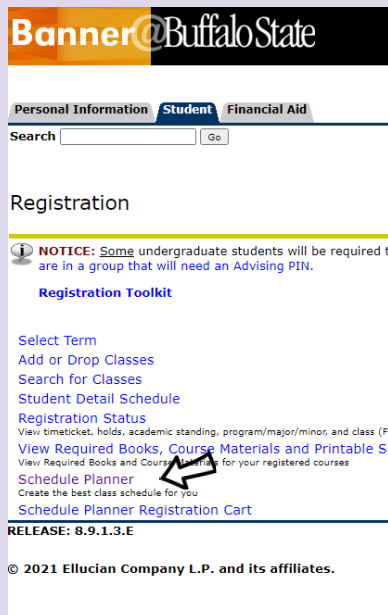 Banner@Buffalo State
Personal Information Student Financial Aid
Search Go
Registration
NOTICE: Some undergraduate students will be required
are in a group that will need an Advising PIN.
Registration Toolkit
Select Term
Add or Drop Classes
Search for Classes
Student Detail Schedule
Registration Status
View timeticket, holds, academic standing, program/major/minor, and class (F
View Required Books, Course Materials and Printable S
View Required Books and Course Materials for your registered courses
Schedule Planner
Create the best class schedule for you
Schedule Planner Registration Cart
RELEASE: 8.9.1.3.E
© 2021 Ellucian Company L.P. and its affiliates.